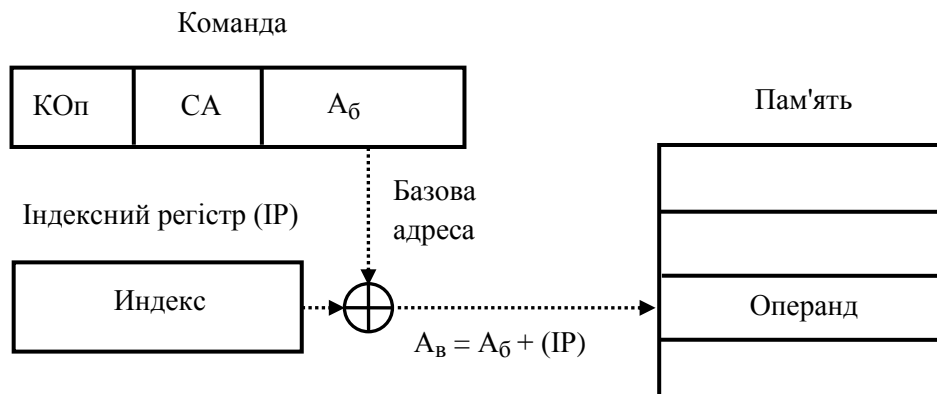 Команда
КОп СА Аб
Пам'ять
Базова
адреса
Індексний регістр (ІР)
Индекс
Операнд
Ав = Аб + (ІР)